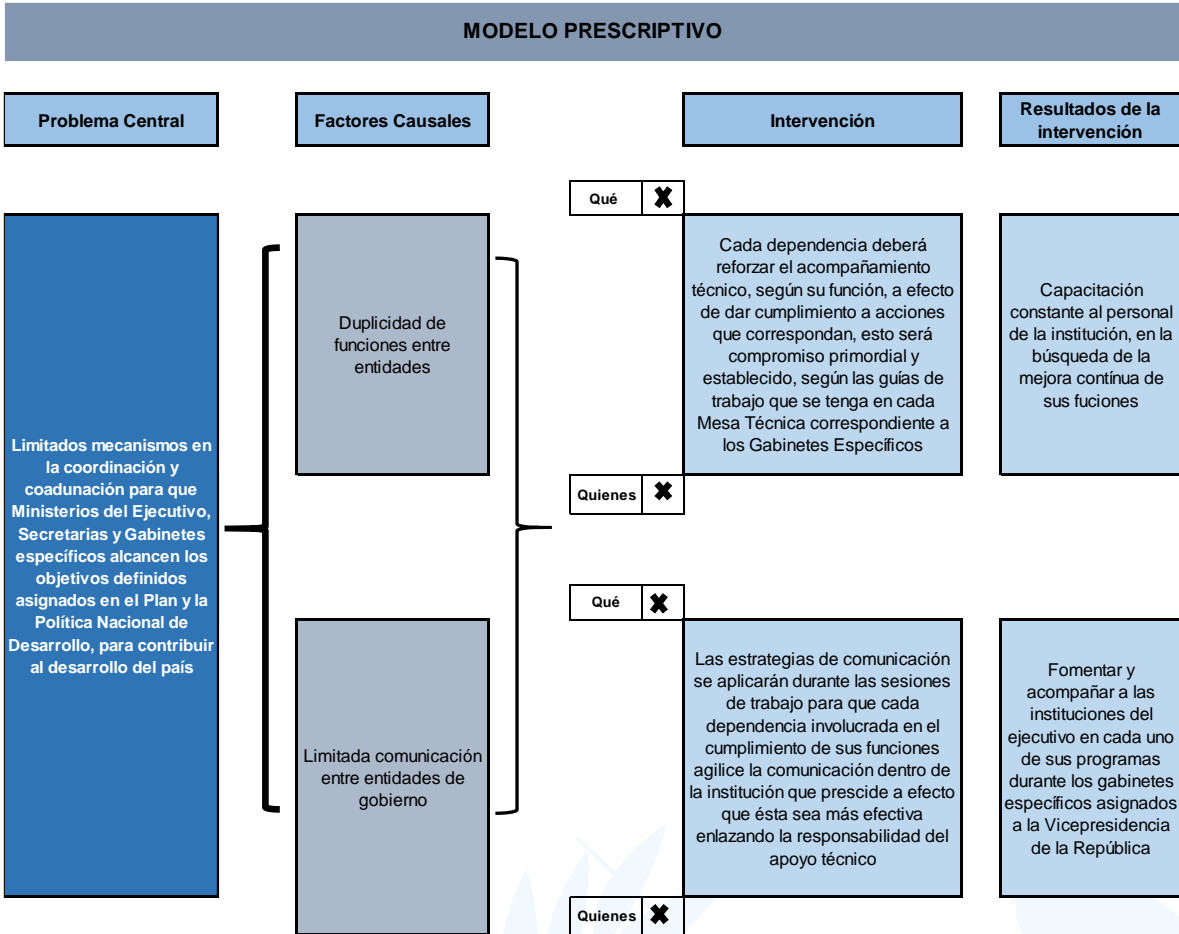 MODELO PRESCRIPTIVO
Problema Central
Factores Causales
Intervención
Resultados de la
intervención
Limitados mecanismos en
la coordinación y
coadunación para que
Ministerios del Ejecutivo,
Secretarias y Gabinetes
específicos alcancen los
objetivos definidos
asignados en el Plan y la
Política Nacional de
Desarrollo, para contribuir
al desarrollo del país
Duplicidad de
funciones entre
entidades
Qué ✖
Cada dependencia deberá
reforzar el acompañamiento
técnico, según su función, a efecto
de dar cumplimiento a acciones
que correspondan, esto será
compromiso primordial y
establecido, según las guías de
trabajo que se tenga en cada
Mesa Técnica correspondiente a
los Gabinetes Específicos
Quienes ✖
Capacitación
constante al personal
de la institución, en la
búsqueda de la
mejora contínua de
sus fuciones
Limitada comunicación
entre entidades de
gobierno
Qué ✖
Las estrategias de comunicación
se aplicarán durante las sesiones
de trabajo para que cada
dependencia involucrada en el
cumplimiento de sus funciones
agilice la comunicación dentro de
la institución que prescide a efecto
que ésta sea más efectiva
enlazando la responsabilidad del
apoyo técnico
Quienes ✖
Fomentar y
acompañar a las
instituciones del
ejecutivo en cada uno
de sus programas
durante los gabinetes
específicos asignados
a la Vicepresidencia
de la República